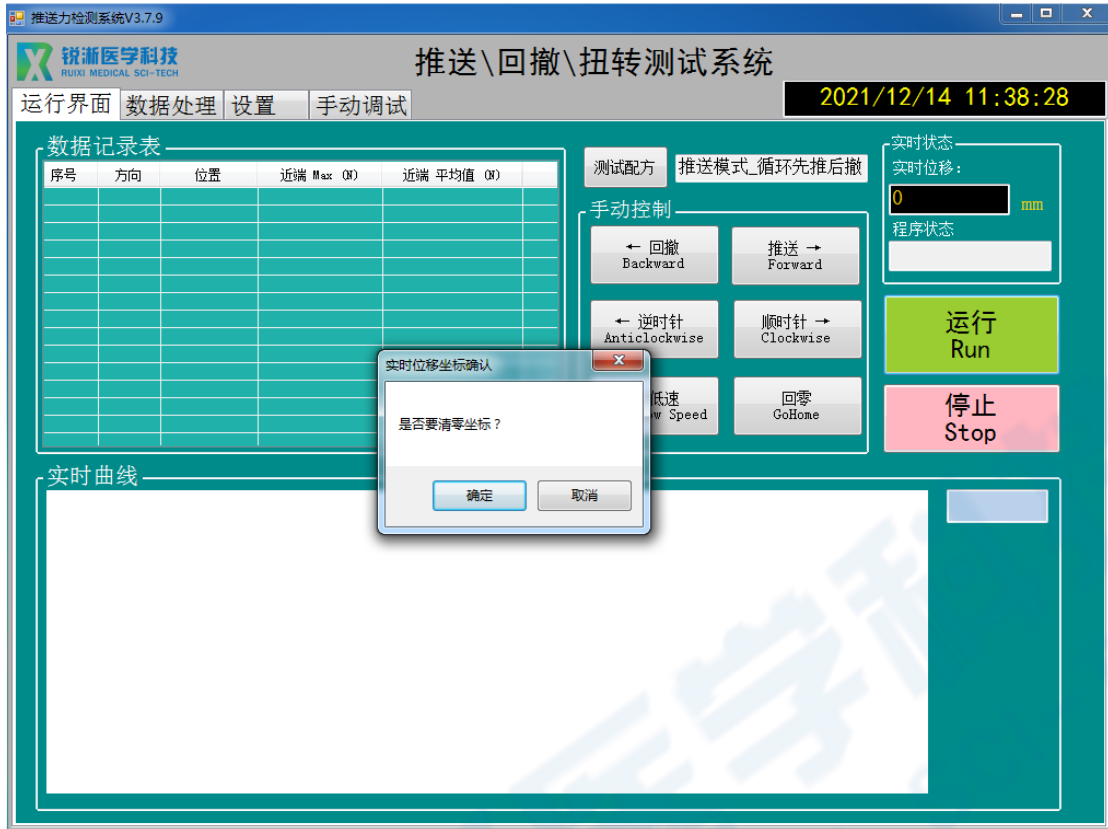 推送力检测系统V3.7.9
锐淅医学科技
RUIXI MEDICAL SCI-TECH
推送\回撤\扭转测试系统
2021/12/14 11:38:28
运行界面 数据处理 设置 手动调试
数据记录表
序号 方向 位置 近端 Max (N) 近端 平均值 (N)
测试配方 推送模式_循环先推后撤
手动控制
← 回撤
Backward
推送 →
Forward
← 逆时针
Anticlockwise
顺时针 →
Clockwise
低速
Speed
回零
GoHome
实时状态
实时位移:
0 mm
程序状态
运行
Run
停止
Stop
实时位移坐标确认
是否要清零坐标?
确定 取消
实时曲线
医学科